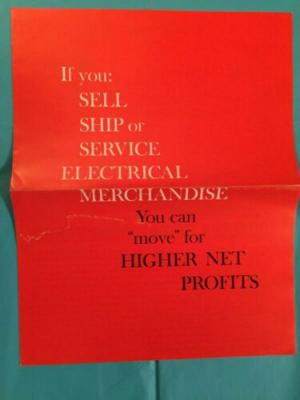 If you:
SELL
SHIP or
SERVICE
ELECTRICAL
MERCHANDISE
You can
"move" for
HIGHER NET
PROFITS